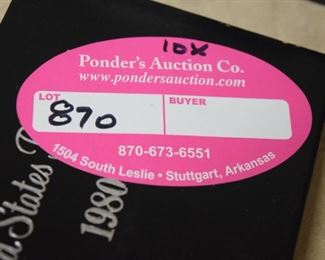 10X
Ponder's Auction Co.
www.pondersauction.com
LOT
BUYER
870
870-673-6551
1504 South Leslie • Stuttgart, Arkansas
States
1980